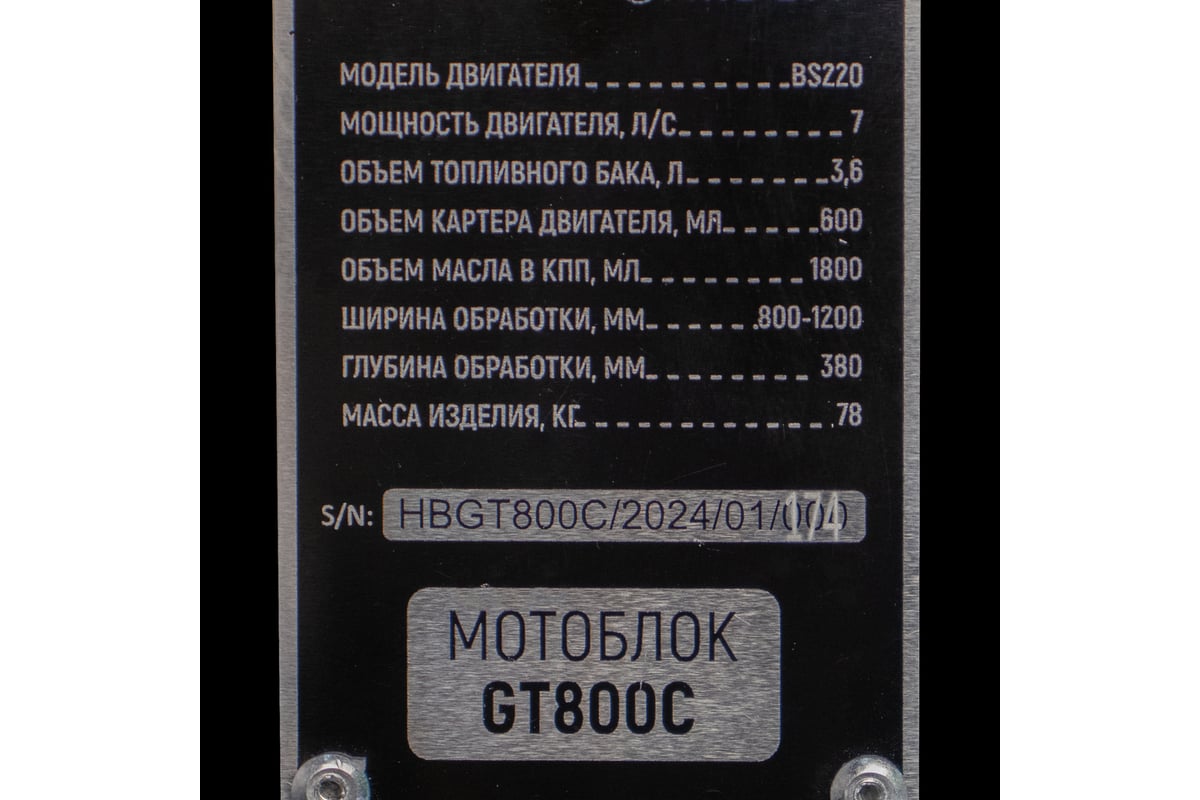 МОДЕЛЬ ДВИГАТЕЛЯ BS220
МОЩНОСТЬ ДВИГАТЕЛЯ, Л/С 7
ОБЪЕМ ТОПЛИВНОГО БАКА, Л 3,6
ОБЪЕМ КАРТЕРА ДВИГАТЕЛЯ, МЛ 600
ОБЪЕМ МАСЛА В КПП, МЛ 1800
ШИРИНА ОБРАБОТКИ, ММ 800-1200
ГЛУБИНА ОБРАБОТКИ, ММ 380
МАССА ИЗДЕЛИЯ, КГ 78
S/N: HBGT800C/2024/01/
МОТОБЛОК
GT800C